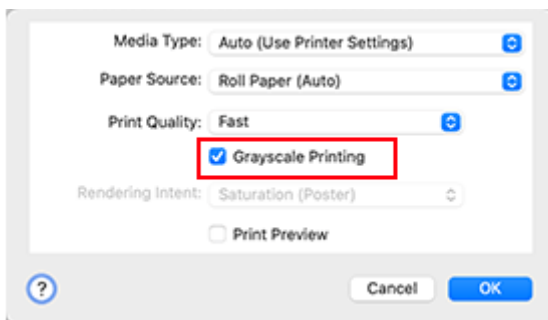 Media Type: Auto (Use Printer Settings)
Paper Source: Roll Paper (Auto)
Print Quality: Fast
Grayscale Printing
Rendering Intent: Saturation (Poster)
Print Preview
? Cancel OK